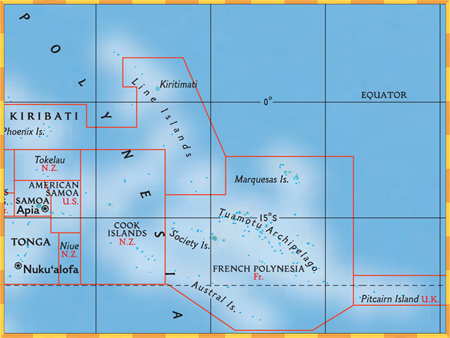 POLYNESIA
Kiritimati
Line Islands
0°
EQUATOR
KIRIBATI
Phoenix Is.
Tokelau
N.Z.
Marquesas Is.
AMERICAN
SAMOA
U.S.
SAMOA
Apia
15°S
Tuamotu Archipelago
COOK
ISLANDS
N.Z.
Society Is.
TONGA
Niue
N.Z.
Nuku‘alofa
FRENCH POLYNESIA
Fr.
Austral Is.
Pitcairn Island U.K.